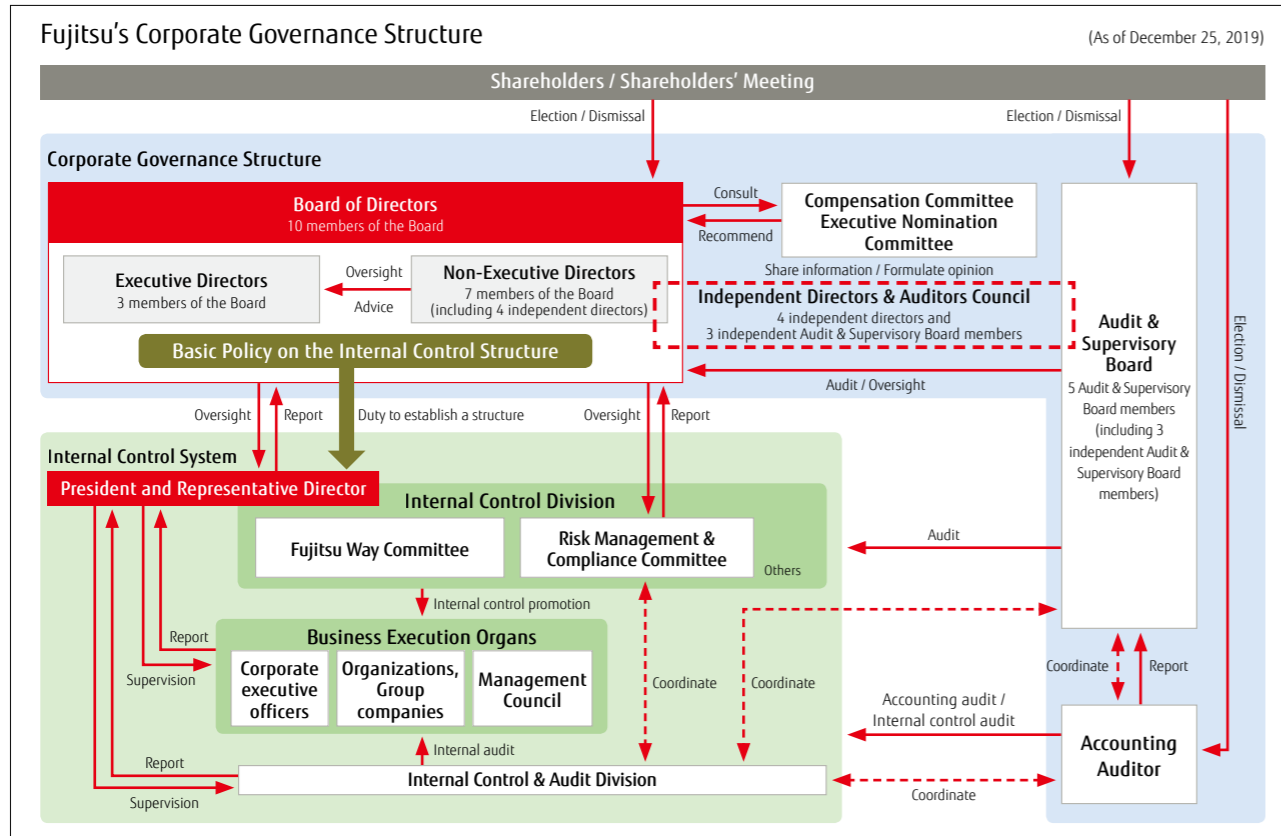 Fujitsu's Corporate Governance Structure
(As of December 25, 2019)
Shareholders / Shareholders' Meeting
Election / Dismissal
Election / Dismissal
Election / Dismissal
Corporate Governance Structure
Board of Directors
10 members of the Board
Consult
Recommend
Compensation Committee
Executive Nomination
Committee
Executive Directors
3 members of the Board
Oversight
Advice
Non-Executive Directors
7 members of the Board
(including 4 independent directors)
Share information / Formulate opinion
Independent Directors & Auditors Council
4 independent directors and
3 independent Audit & Supervisory Board members
Audit &
Supervisory
Board
5 Audit & Supervisory
Board members
(including 3
independent Audit &
Supervisory Board
members)
Basic Policy on the Internal Control Structure
Audit / Oversight
Oversight
Report
Duty to establish a structure
Oversight
Report
Internal Control System
President and Representative Director
Internal Control Division
Fujitsu Way Committee
Risk Management &
Compliance Committee
Others
Audit
Internal control promotion
Business Execution Organs
Report
Supervision
Corporate
executive
officers
Organizations,
Group
companies
Management
Council
Coordinate
Coordinate
Coordinate
Report
Accounting audit /
Internal control audit
Internal audit
Report
Supervision
Internal Control & Audit Division
Coordinate
Accounting
Auditor